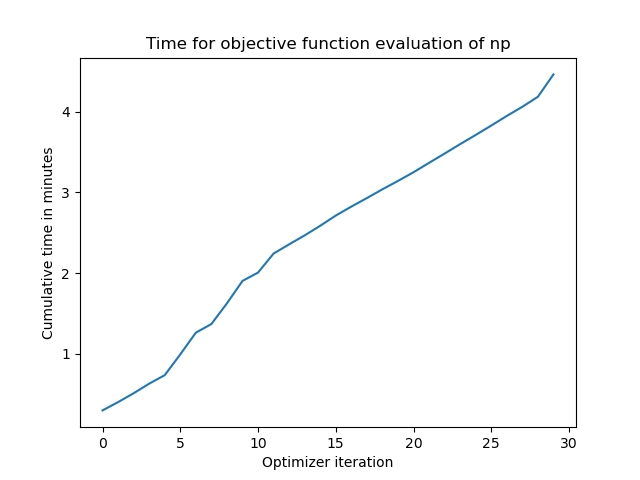 Time for objective function evaluation of np
Cumulative time in minutes
4
3
2
1
0 5 10 15 20 25 30
Optimizer iteration